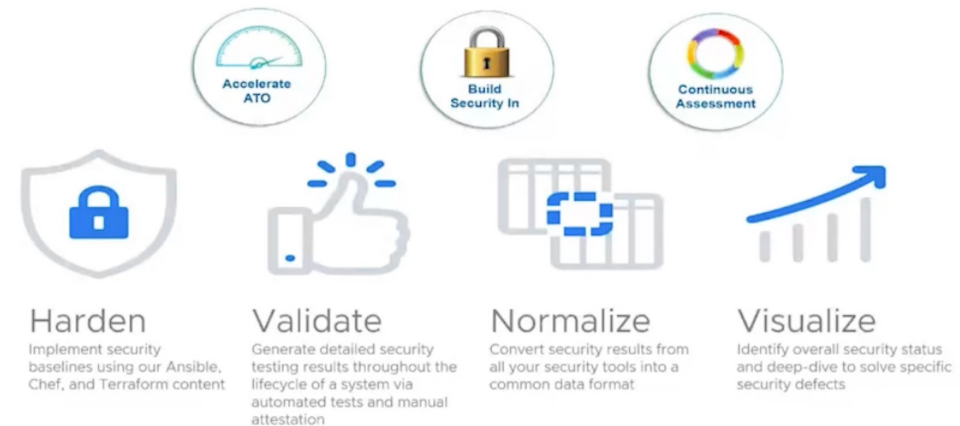 Accelerate
ATO
Build
Security In
Continuous
Assessment
Harden
Implement security
baselines using our Ansible,
Chef, and Terraform content
Validate
Generate detailed security
testing results throughout the
lifecycle of a system via
automated tests and manual
attestation
Normalize
Convert security results from
all your security tools into a
common data format
Visualize
Identify overall security status
and deep-dive to solve specific
security defects